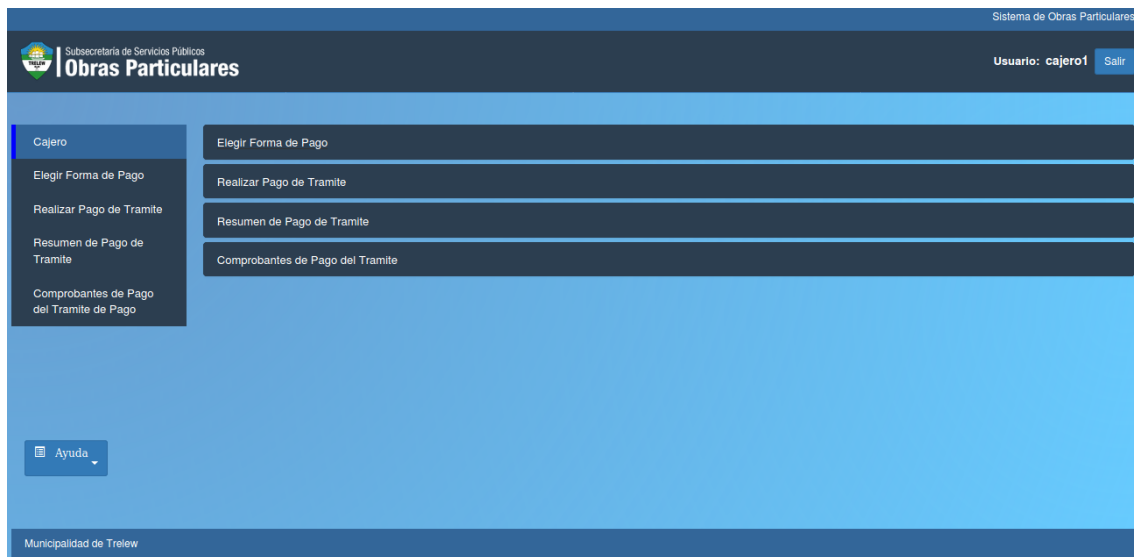 Sistema de Obras Particulares
Subsecretaría de Servicios Públicos
Obras Particulares
TRELEW
Usuario: cajero1
Salir
Cajero
Elegir Forma de Pago
Realizar Pago de Tramite
Resumen de Pago de
Tramite
Comprobantes de Pago
del Tramite de Pago
Elegir Forma de Pago
Realizar Pago de Tramite
Resumen de Pago de Tramite
Comprobantes de Pago del Tramite
Ayuda
Municipalidad de Trelew